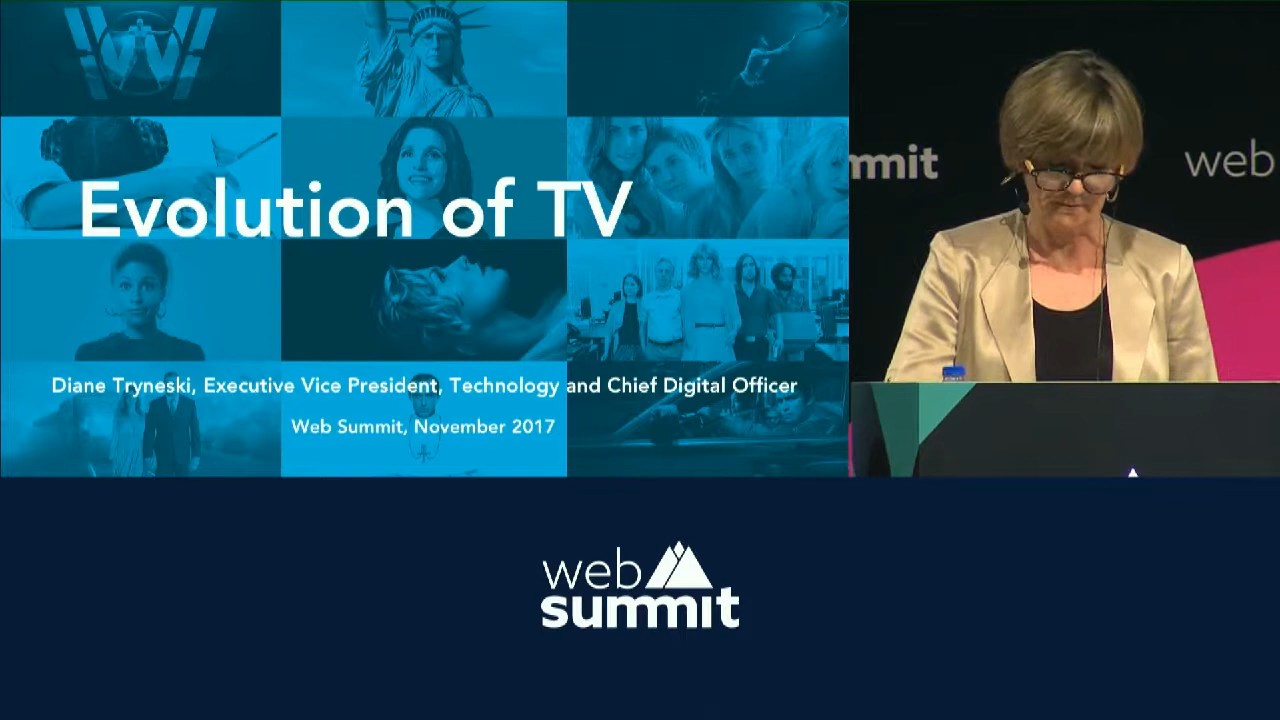 Evolution of TV
Diane Tryneski, Executive Vice President, Technology and Chief Digital Officer
Web Summit, November 2017
mmit
web
web
summit